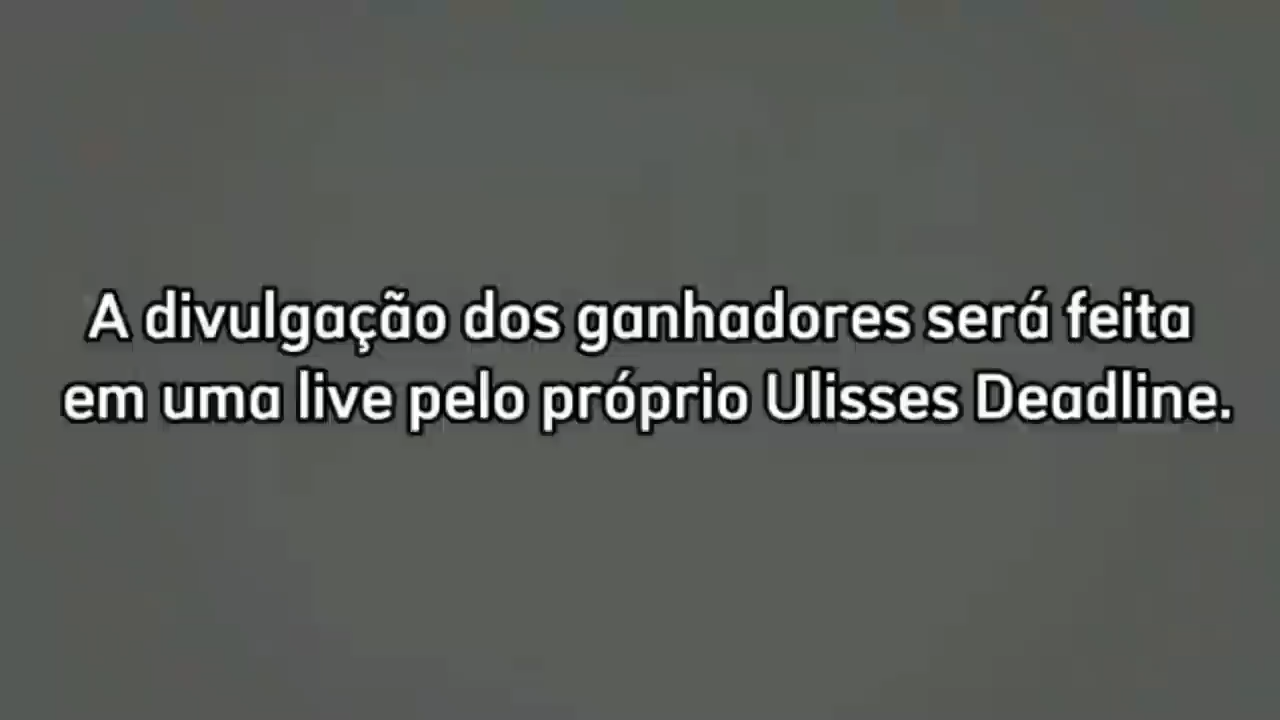 A divulgação dos ganhadores será feita
em uma live pelo próprio Ulisses Deadline.